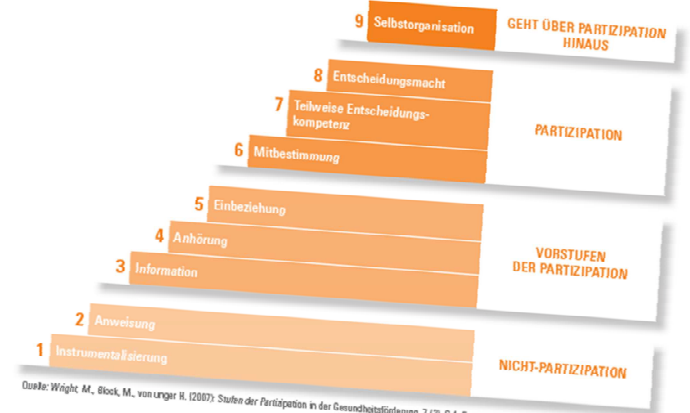 9 Selbstorganisation
GEHT ÜBER PARTIZIPATION
HINAUS
8 Entscheidungsmacht
7 Teilweise Entscheidungs-
kompetenz
6 Mitbestimmung
PARTIZIPATION
5 Einbeziehung
4 Anhörung
3 Information
VORSTUFEN
DER PARTIZIPATION
2 Anweisung
1 Instrumentalisierung
NICHT-PARTIZIPATION
Quelle: Wright, M., Block, M., von unger H. (2007): Stufen der Partizipation in der Gesundheitsförderung.